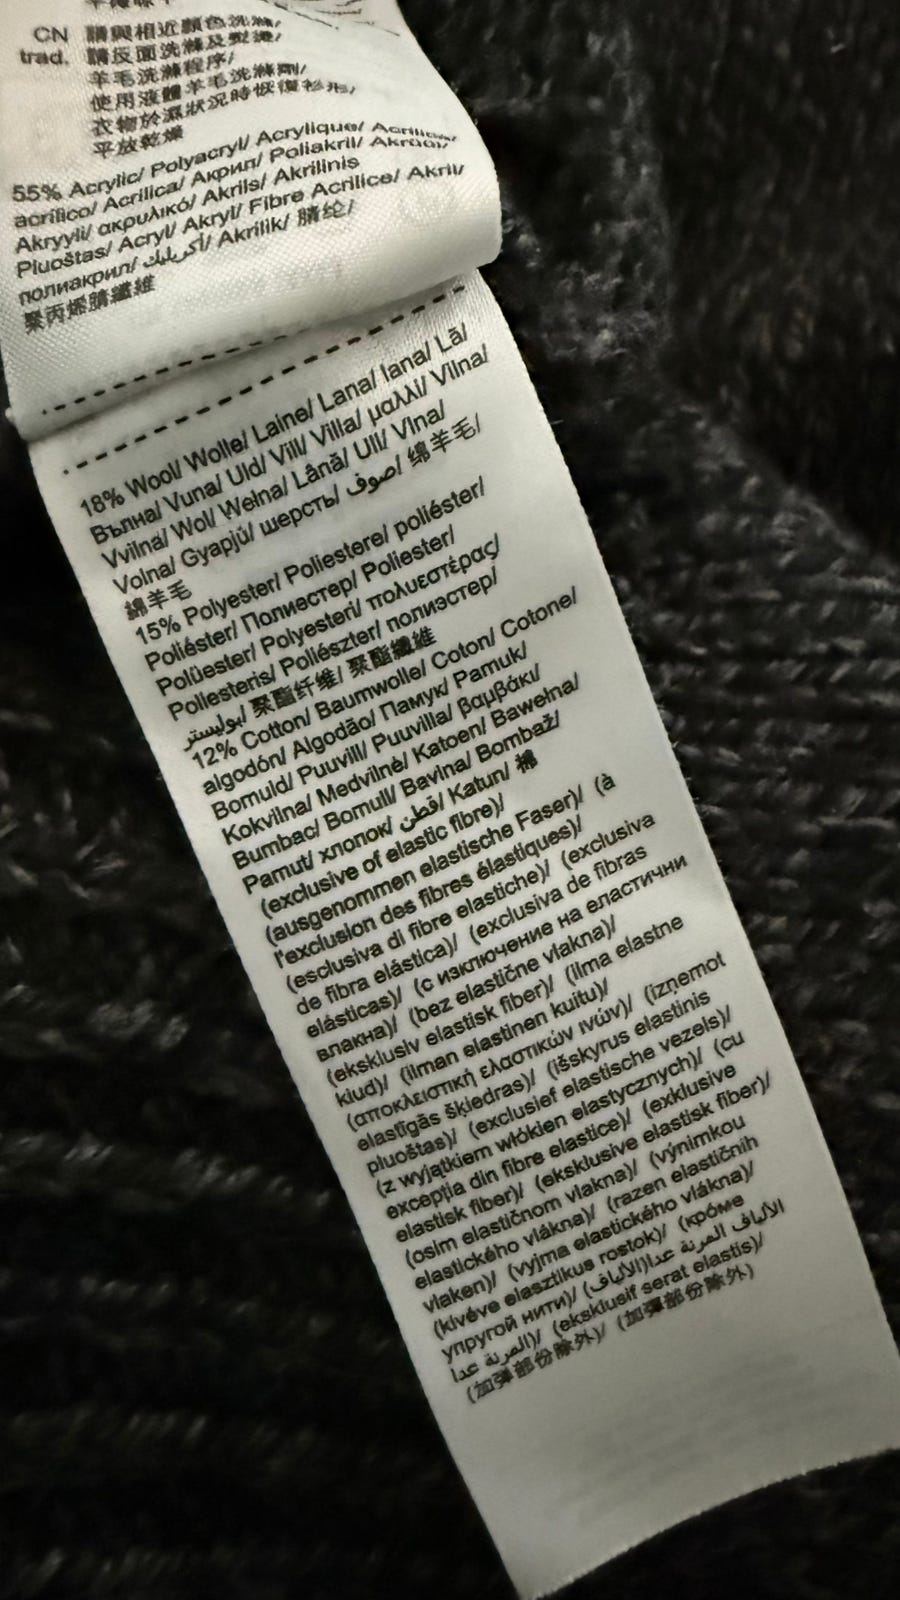 CN 請與相近顏色洗滌/
trad. 請反面洗滌及熨燙/
羊毛洗滌程序/
使用液體羊毛洗滌劑/
衣物於濕狀況時恢復衫形/
平放乾燥
55% Acrylic/ Polyacryl/ Acrylique/
acrílico/ Acrílica/ Акрил/ Poliakril/
Akryyli/ ακρυλικό/ Akrils/ Akrilinis
Pluoštas/ Acryl/ Akryl/ Fibre Acrilice/ Akril/
полиакрил/ أكريليك/ Akrilik/ 腈纶/
聚丙烯腈纖維
18% Wool/ Wolle/ Laine/ Lana/ lana/ Lã/
Вълна/ Vuna/ Uld/ Vill/ Villa/ μαλλί/ Vilna/
Vvilna/ Wol/ Wełna/ Lână/ Ull/ Vlna/
Volna/ Gyapjú/ шерсть/ صوف/ 绵羊毛/
綿羊毛
15% Polyester/ Poliestere/ poliéster/
Poliéster/ Полиестер/ Poliester/
Polüester/ Polyesteri/ πολυεστέρας/
Poliesteris/ Poliészter/ полиэстер/
بوليستر/ 聚酯纤维/ 聚酯纖維
12% Cotton/ Baumwolle/ Coton/ Cotone/
algodón/ Algodão/ Памук/ Pamuk/
Bomuld/ Puuvill/ Puuvilla/ βαμβάκι/
Kokvilna/ Medvilnė/ Katoen/ Bawełna/
Bumbac/ Bomull/ Bavlna/ Bombaž/
Pamut/ хлопок/ قطن/ Katun/ 棉
(exclusive of elastic fibre)/
(ausgenommen elastische Faser)/ (à
l'exclusion des fibres élastiques)/
(esclusiva di fibre elastiche)/ (exclusiva
de fibra elástica)/ (exclusiva de fibras
elásticas)/ (с изключение на еластични
влакна)/ (bez elastične vlakna)/
(eksklusiv elastisk fiber)/ (ilma elastne
kiud)/ (ilman elastinen kuitu)/
(αποκλειστική ελαστικών ινών)/ (izņemot
elastīgās šķiedras)/ (išskyrus elastinis
pluoštas)/ (exclusief elastische vezels)/
(z wyjątkiem włókien elastycznych)/ (cu
excepția din fibre elastice)/ (exklusive
elastisk fiber)/ (eksklusive elastisk fiber)/
(osim elastičnom vlakna)/ (výnimkou
elastického vlákna)/ (razen elastičnih
vlaken)/ (vyjma elastického vlákna)/
(kivéve elasztikus rostok)/ (кроме
упругой нити)/ (الألياف المرنة عدا)(الألياف
المرنة عدا)/ (eksklusif serat elastis)/
(加弹部份除外)/ (加彈部份除外)